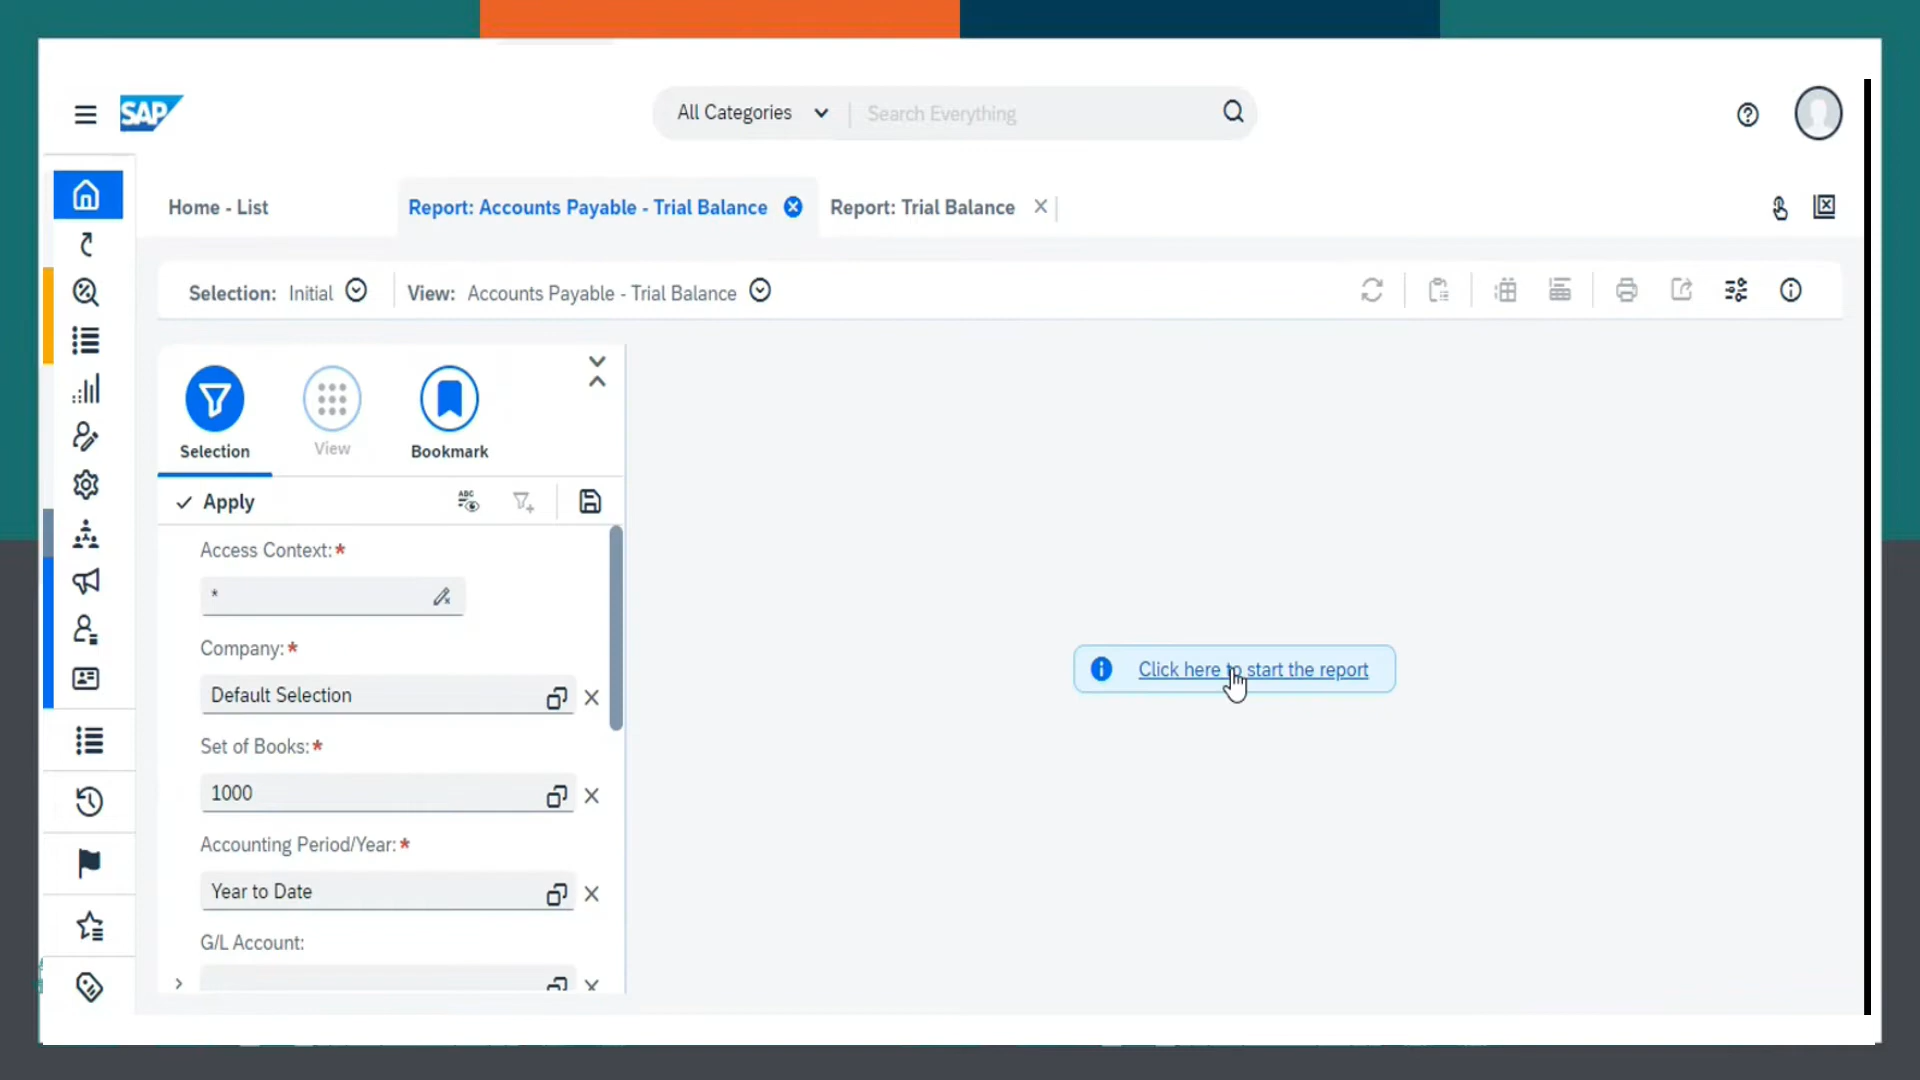 SAP
All Categories
Search Everything
Home - List
Report: Accounts Payable - Trial Balance
Report: Trial Balance
Selection: Initial
View: Accounts Payable - Trial Balance
Selection
View
Bookmark
Apply
ABC
Access Context:*
*
Company:*
Default Selection
Set of Books:*
1000
Accounting Period/Year:*
Year to Date
G/L Account:
Click here to start the report